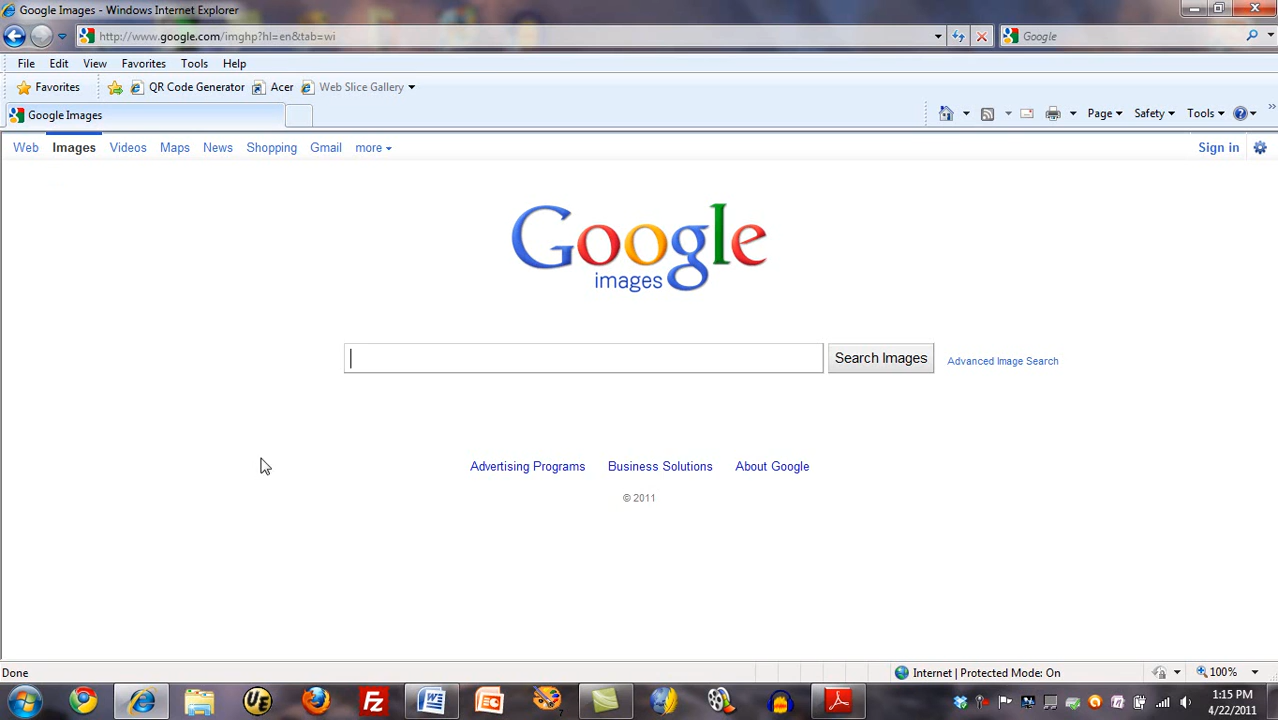 Google Images - Windows Internet Explorer
http://www.google.com/imghp?hl=en&tab=wi
Google
File Edit View Favorites Tools Help
Favorites QR Code Generator Acer Web Slice Gallery
Google Images
Page Safety Tools
Web Images Videos Maps News Shopping Gmail more Sign in
Google
images
Search Images Advanced Image Search
Advertising Programs Business Solutions About Google
© 2011
Done Internet | Protected Mode: On 100%
1:15 PM
4/22/2011